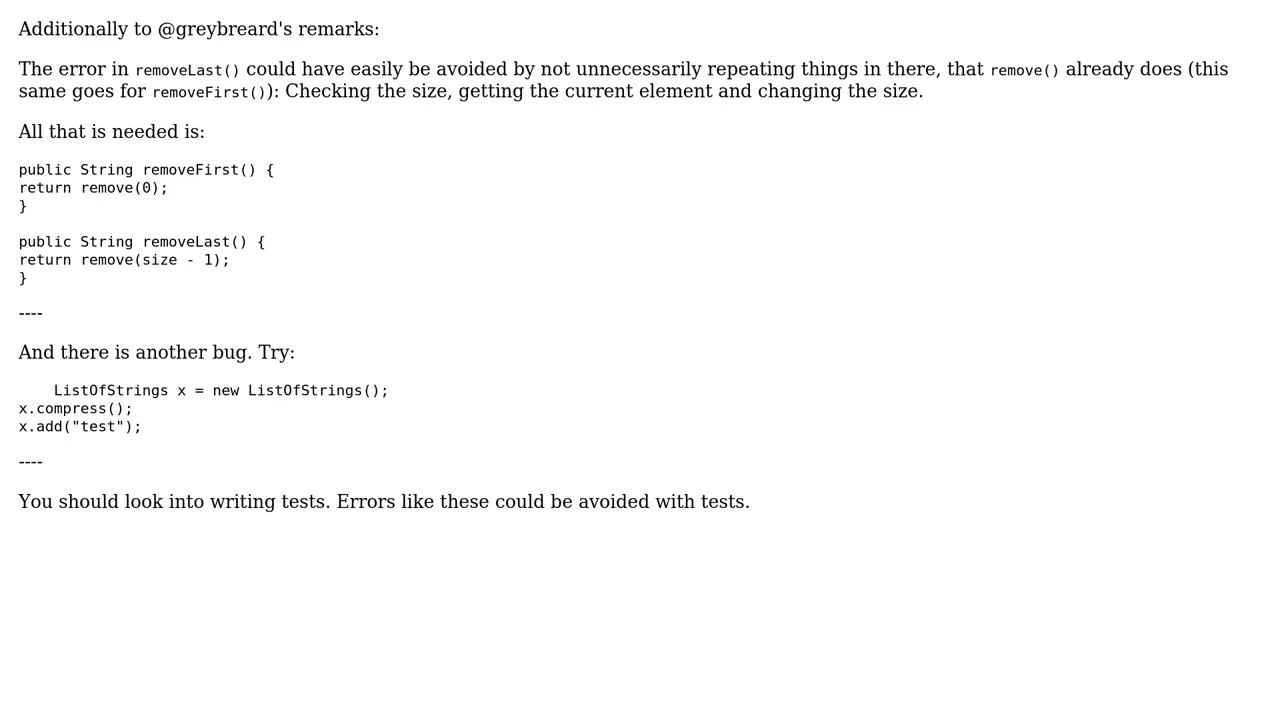 Additionally to @greybreard's remarks:
The error in removeLast() could have easily be avoided by not unnecessarily repeating things in there, that remove() already does (this
same goes for removeFirst()): Checking the size, getting the current element and changing the size.
All that is needed is:
public String removeFirst() {
return remove(0);
}
public String removeLast() {
return remove(size - 1);
}
----
And there is another bug. Try:
    ListOfStrings x = new ListOfStrings();
x.compress();
x.add("test");
----
You should look into writing tests. Errors like these could be avoided with tests.